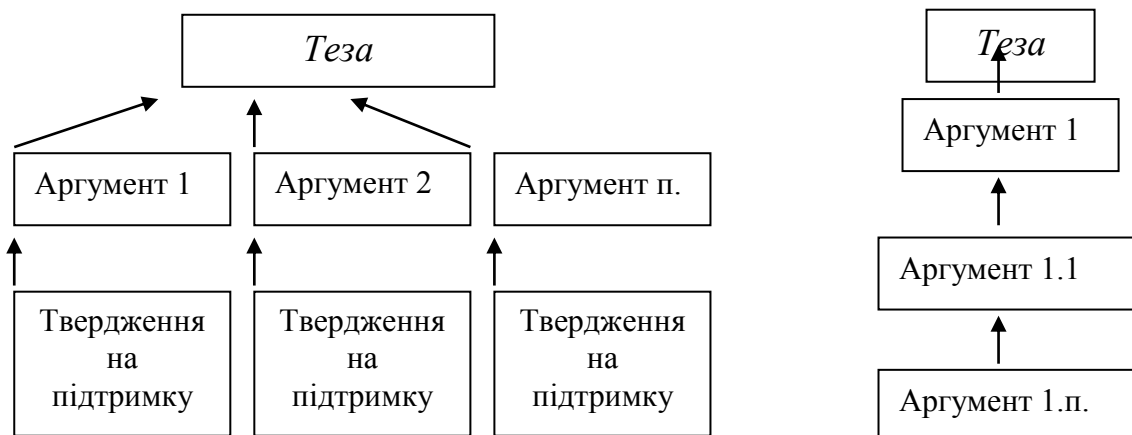 Теза
Аргумент 1
Аргумент 2
Аргумент п.
Твердження
на
підтримку
Твердження
на
підтримку
Твердження
на
підтримку
Теза
Аргумент 1
Аргумент 1.1
Аргумент 1.п.